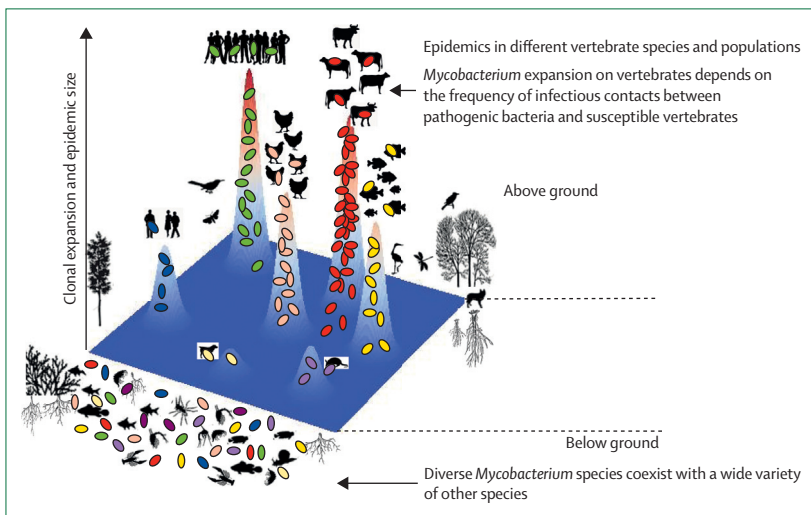 Clonal expansion and epidemic size
Epidemics in different vertebrate species and populations
Mycobacterium expansion on vertebrates depends on
the frequency of infectious contacts between
pathogenic bacteria and susceptible vertebrates
Above ground
Below ground
Diverse Mycobacterium species coexist with a wide variety
of other species